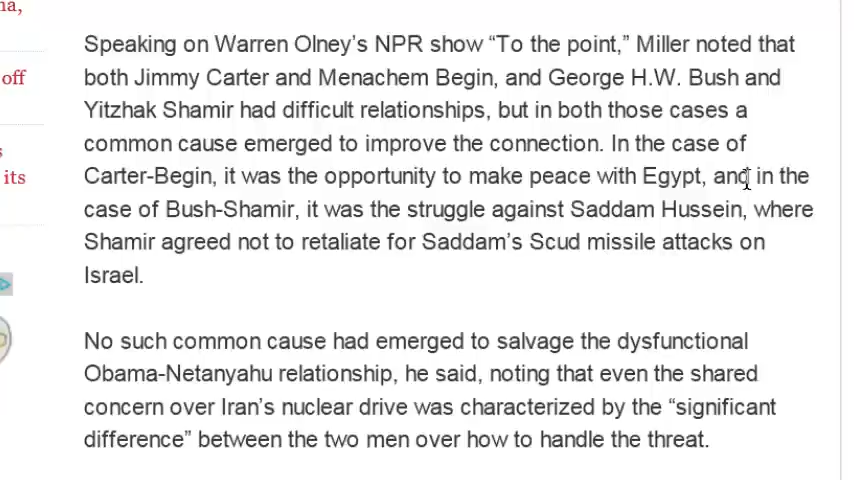 na,
off
s
its
Speaking on Warren Olney’s NPR show “To the point,” Miller noted that
both Jimmy Carter and Menachem Begin, and George H.W. Bush and
Yitzhak Shamir had difficult relationships, but in both those cases a
common cause emerged to improve the connection. In the case of
Carter-Begin, it was the opportunity to make peace with Egypt, and in the
case of Bush-Shamir, it was the struggle against Saddam Hussein, where
Shamir agreed not to retaliate for Saddam’s Scud missile attacks on
Israel.
No such common cause had emerged to salvage the dysfunctional
Obama-Netanyahu relationship, he said, noting that even the shared
concern over Iran’s nuclear drive was characterized by the “significant
difference” between the two men over how to handle the threat.